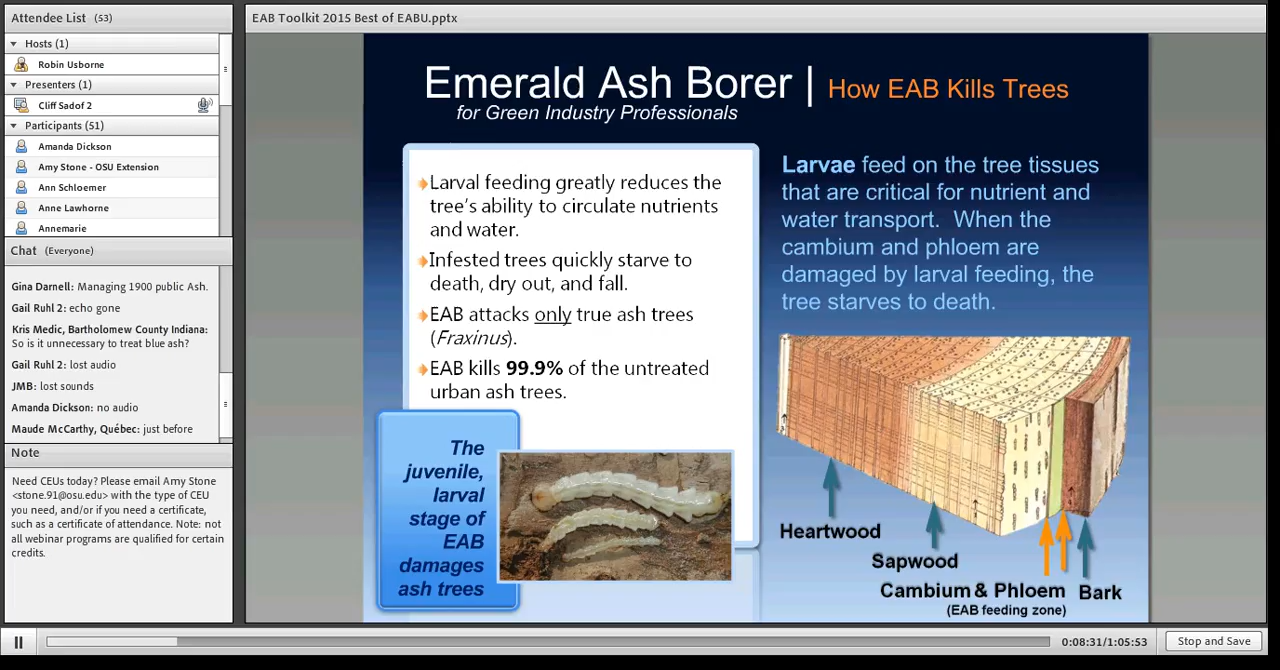 Attendee List (53)
Hosts (1)
Robin Usborne
Presenters (1)
Cliff Sadof 2
Participants (51)
Amanda Dickson
Amy Stone - OSU Extension
Ann Schloemer
Anne Lawhorne
Annemarie
Chat (Everyone)
Gina Darnell: Managing 1900 public Ash.
Gail Ruhl 2: echo gone
Kris Medic, Bartholomew County Indiana:
So is it unnecessary to treat blue ash?
Gail Ruhl 2: lost audio
JMB: lost sounds
Amanda Dickson: no audio
Maude McCarthy, Québec: just before
Note
Need CEUs today? Please email Amy Stone
<stone.91@osu.edu> with the type of CEU
you need, and/or if you need a certificate,
such as a certificate of attendance. Note: not
all webinar programs are qualified for certain
credits.
EAB Toolkit 2015 Best of EABU.pptx
Emerald Ash Borer | How EAB Kills Trees
for Green Industry Professionals
Larval feeding greatly reduces the
tree's ability to circulate nutrients
and water.
Infested trees quickly starve to
death, dry out, and fall.
EAB attacks only true ash trees
(Fraxinus).
EAB kills 99.9% of the untreated
urban ash trees.
The
juvenile,
larval
stage of
EAB
damages
ash trees
Larvae feed on the tree tissues
that are critical for nutrient and
water transport. When the
cambium and phloem are
damaged by larval feeding, the
tree starves to death.
Heartwood
Sapwood
Cambium & Phloem
(EAB feeding zone)
Bark
0:08:31/1:05:53
Stop and Save